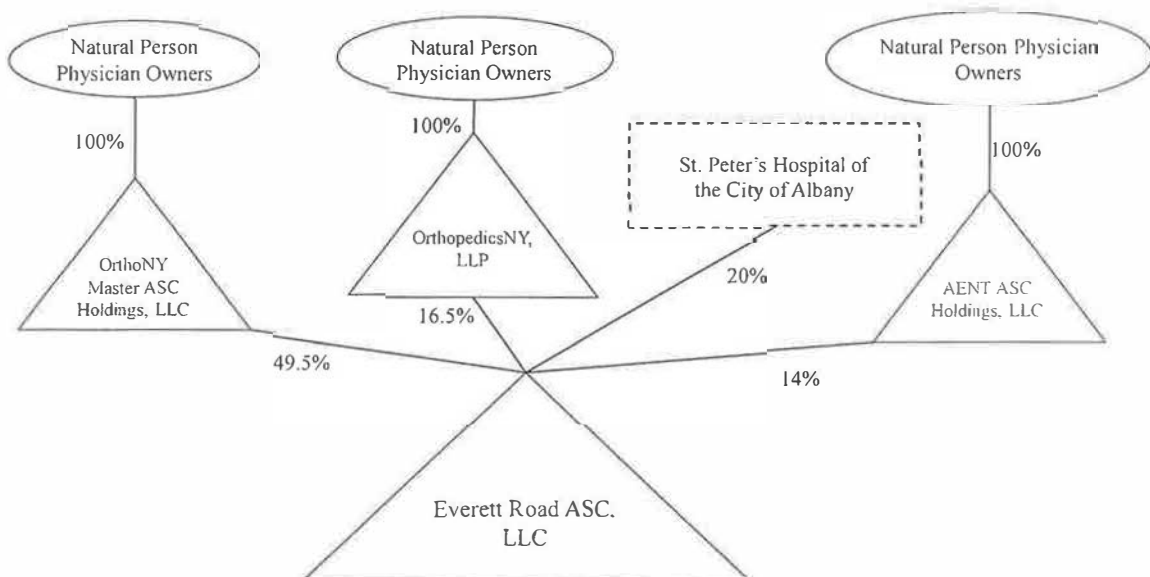 Natural Person
Physician Owners
Natural Person
Physician Owners
Natural Person Physician
Owners
100%
100%
100%
St. Peter's Hospital of
the City of Albany
OrthoNY
Master ASC
Holdings, LLC
OrthopedicsNY,
LLP
AENT ASC
Holdings, LLC
49.5%
16.5%
20%
14%
Everett Road ASC,
LLC